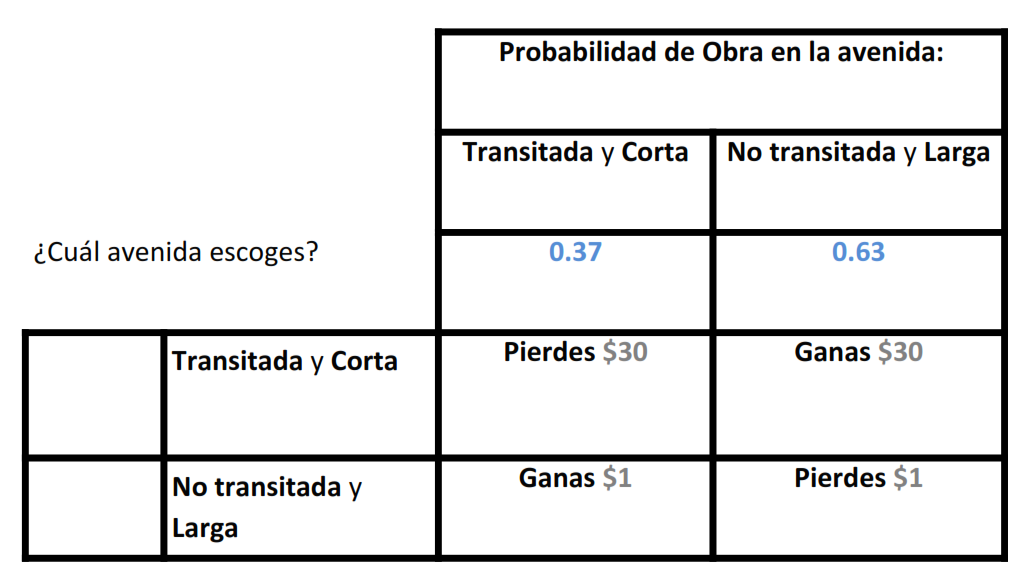 Probabilidad de Obra en la avenida:
Transitada y Corta
No transitada y Larga
¿Cuál avenida escoges?
0.37
0.63
Transitada y Corta
Pierdes $30
Ganas $30
No transitada y
Larga
Ganas $1
Pierdes $1